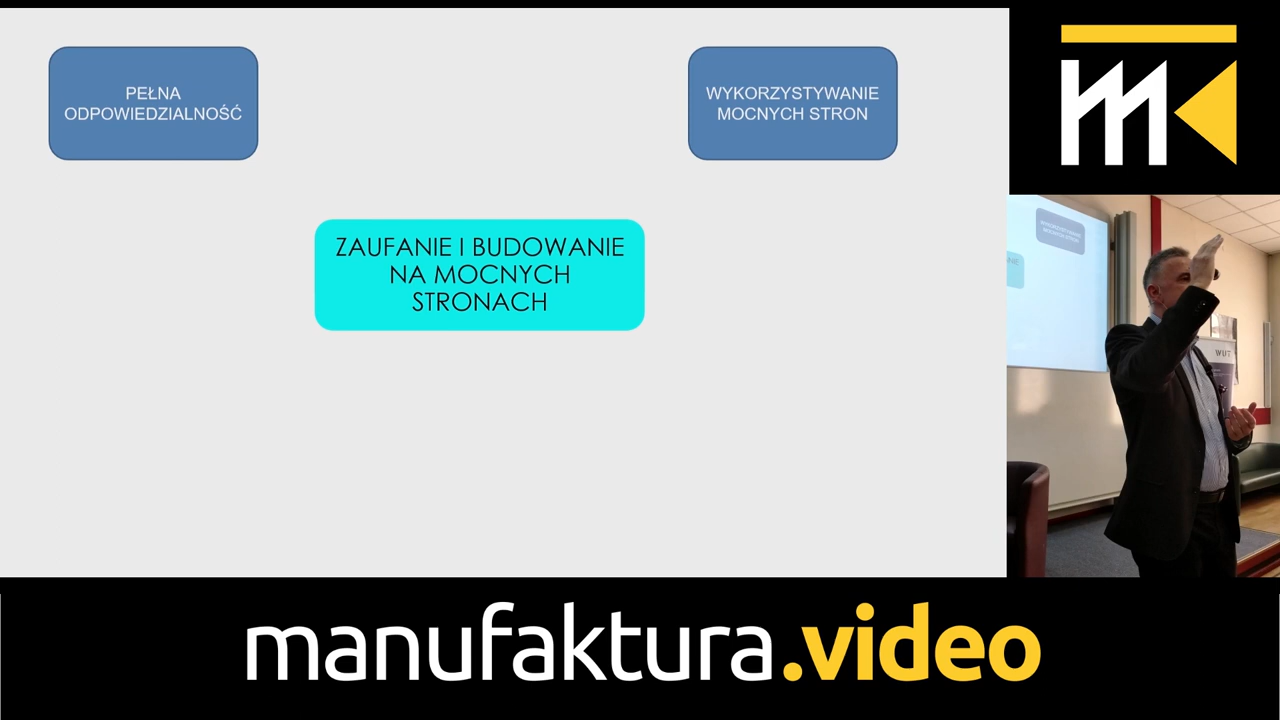 PEŁNA
ODPOWIEDZIALNOŚĆ
WYKORZYSTYWANIE
MOCNYCH STRON
ZAUFANIE I BUDOWANIE
NA MOCNYCH
STRONACH
manufaktura.video